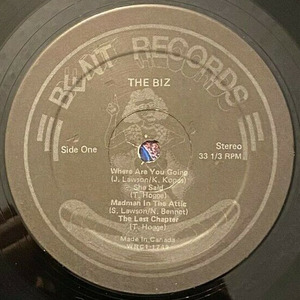 BUNT RECORDS
THE BIZ
Side One
Stereo
33 1/3 RPM
Where Are You Going
(J. Lawson/K. Kopps)
She Said
(T. Hogge)
Madman In The Attic
(S. Lawson/N. Bennet)
The Last Chapter
(T. Hogge)
Made In Canada